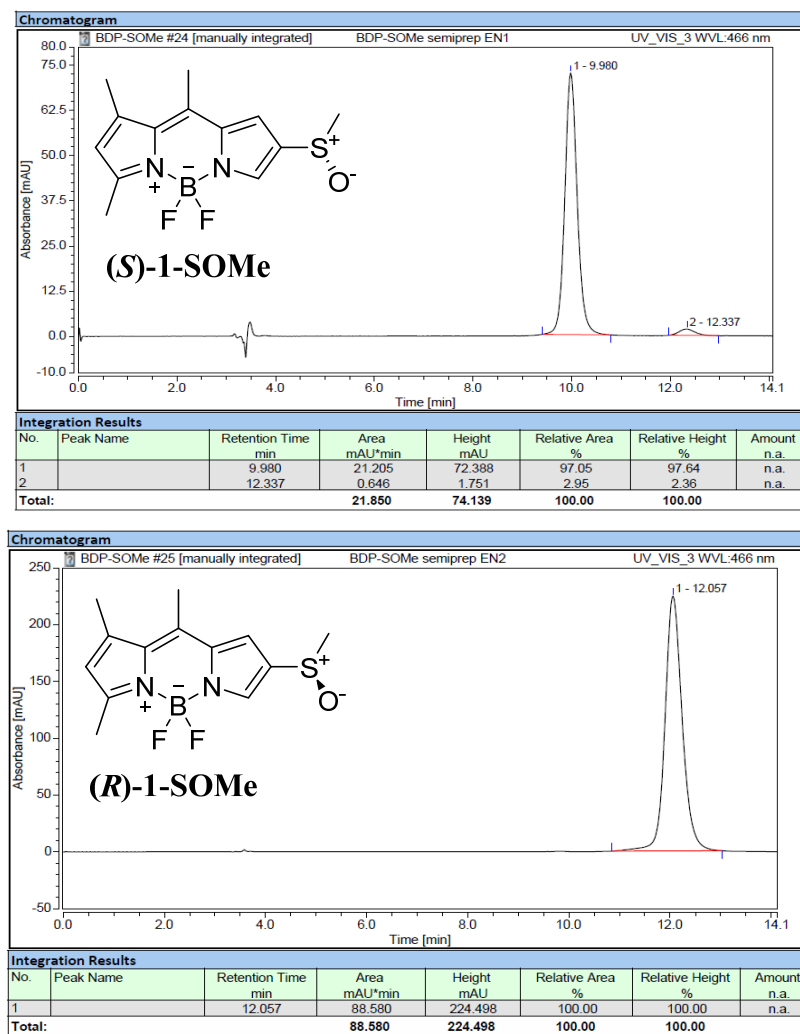 Chromatogram
BDP-SOMe #24 [manually integrated] BDP-SOMe semiprep EN1 UV_VIS_3 WVL:466 nm
80.0
75.0
62.5
50.0
37.5
25.0
12.5
0.0
-10.0
Absorbance [mAU]
1 - 9.980
2 - 12.337
S+
O-
N
+
B
-
N
F F
(S)-1-SOMe
0.0 2.0 4.0 6.0 8.0 10.0 12.0 14.1
Time [min]
Integration Results
No. Peak Name Retention Time Area Height Relative Area Relative Height Amount
min mAU*min mAU % % n.a.
1 9.980 21.205 72.388 97.05 97.64 n.a.
2 12.337 0.646 1.751 2.95 2.36 n.a.
Total: 21.850 74.139 100.00 100.00
Chromatogram
BDP-SOMe #25 [manually integrated] BDP-SOMe semiprep EN2 UV_VIS_3 WVL:466 nm
250
200
150
100
50
0
-50
Absorbance [mAU]
1 - 12.057
S+
O-
N
+
B
-
N
F F
(R)-1-SOMe
0.0 2.0 4.0 6.0 8.0 10.0 12.0 14.1
Time [min]
Integration Results
No. Peak Name Retention Time Area Height Relative Area Relative Height Amount
min mAU*min mAU % % n.a.
1 12.057 88.580 224.498 100.00 100.00 n.a.
Total: 88.580 224.498 100.00 100.00